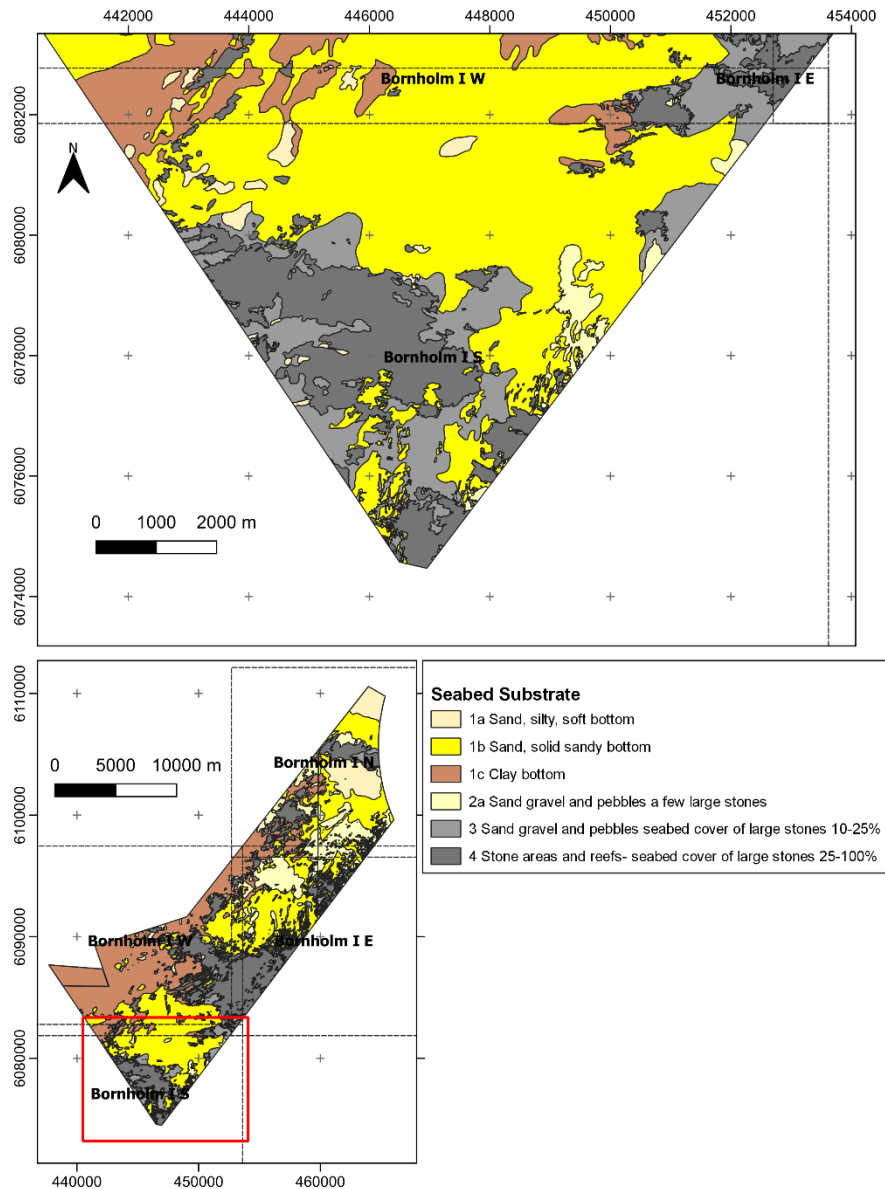 442000 444000 446000 448000 450000 452000 454000
Bornholm I W
Bornholm I E
6082000
N
6080000
6078000
Bornholm I S
6076000
0 1000 2000 m
6074000
6110000
0 5000 10000 m
Bornholm I N
6100000
Bornholm I W
Bornholm I E
6090000
6080000
Bornholm I S
440000 450000 460000
Seabed Substrate
1a Sand, silty, soft bottom
1b Sand, solid sandy bottom
1c Clay bottom
2a Sand gravel and pebbles a few large stones
3 Sand gravel and pebbles seabed cover of large stones 10-25%
4 Stone areas and reefs- seabed cover of large stones 25-100%